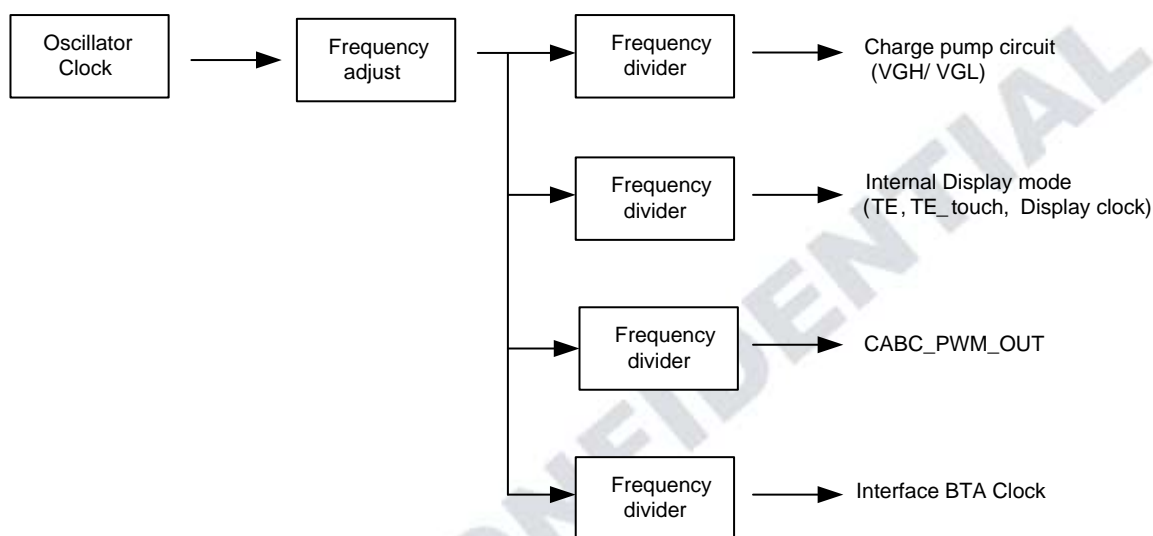 Oscillator
Clock
Frequency
adjust
Frequency
divider
Charge pump circuit
(VGH/ VGL)
Frequency
divider
Internal Display mode
(TE, TE_touch, Display clock)
Frequency
divider
CABC_PWM_OUT
Frequency
divider
Interface BTA Clock
ONFIDENTIAL